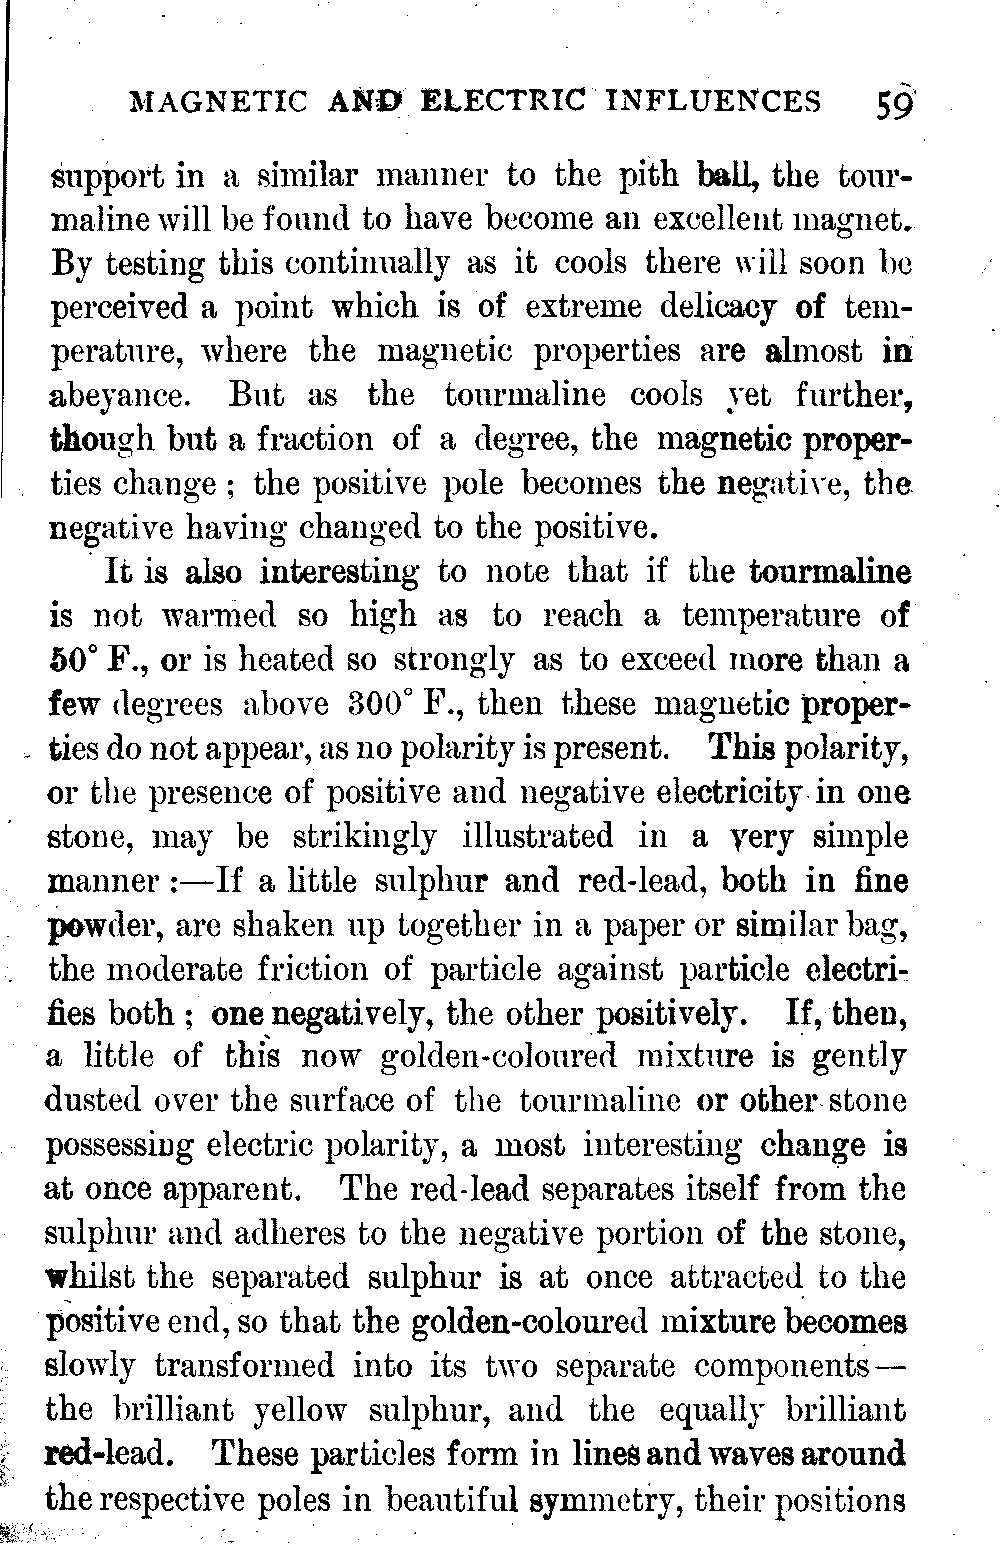 MAGNETIC AND ELECTRIC INFLUENCES 59
support in a similar manner to the pith ball, the tour-
maline will be found to have become an excellent magnet.
By testing this continually as it cools there will soon be
perceived a point which is of extreme delicacy of tem-
perature, where the magnetic properties are almost in
abeyance. But as the tourmaline cools yet further,
though but a fraction of a degree, the magnetic proper-
ties change ; the positive pole becomes the negative, the
negative having changed to the positive.
It is also interesting to note that if the tourmaline
is not warmed so high as to reach a temperature of
50° F., or is heated so strongly as to exceed more than a
few degrees above 300° F., then these magnetic proper-
ties do not appear, as no polarity is present. This polarity,
or the presence of positive and negative electricity in one
stone, may be strikingly illustrated in a very simple
manner :—If a little sulphur and red-lead, both in fine
powder, are shaken up together in a paper or similar bag,
the moderate friction of particle against particle electri-
fies both ; one negatively, the other positively. If, then,
a little of this now golden-coloured mixture is gently
dusted over the surface of the tourmaline or other stone
possessing electric polarity, a most interesting change is
at once apparent. The red-lead separates itself from the
sulphur and adheres to the negative portion of the stone,
whilst the separated sulphur is at once attracted to the
positive end, so that the golden-coloured mixture becomes
slowly transformed into its two separate components—
the brilliant yellow sulphur, and the equally brilliant
red-lead. These particles form in lines and waves around
the respective poles in beautiful symmetry, their positions